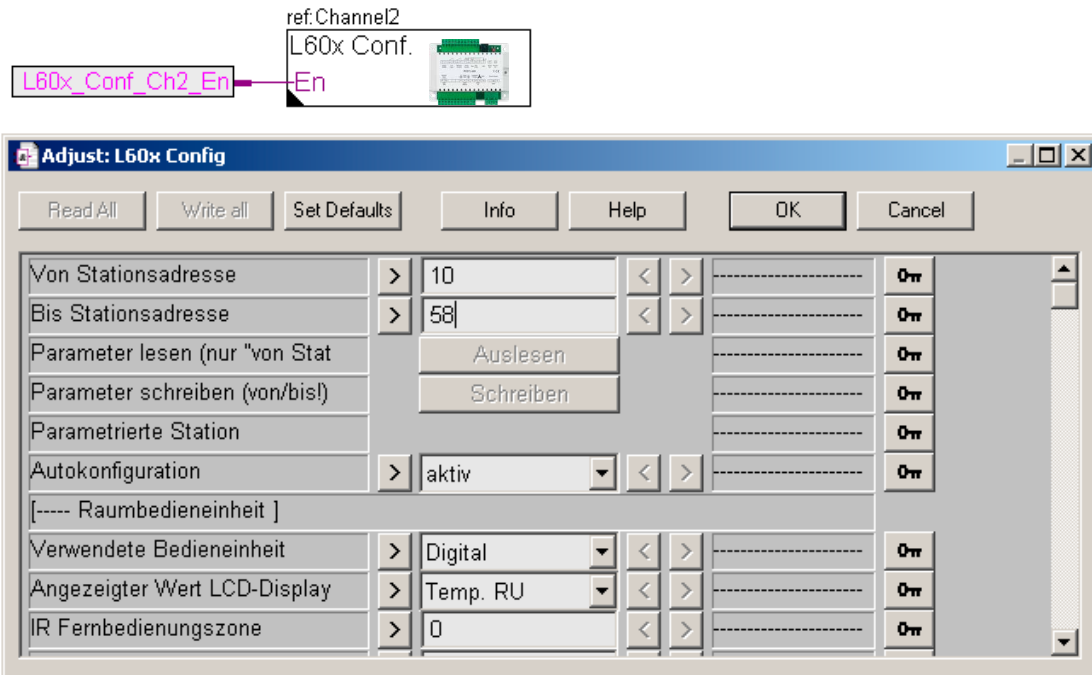 ref:Channel2
L60x Conf.
L60x_Conf_Ch2_En En
Adjust: L60x Config
Read All Write all Set Defaults Info Help OK Cancel
Von Stationsadresse > 10 < > --------------------
Bis Stationsadresse > 58 < > --------------------
Parameter lesen (nur "von Stat Auslesen --------------------
Parameter schreiben (von/bis!) Schreiben --------------------
Parametrierte Station --------------------
Autokonfiguration > aktiv < > --------------------
[----- Raumbedieneinheit ]
Verwendete Bedieneinheit > Digital < > --------------------
Angezeigter Wert LCD-Display > Temp. RU < > --------------------
IR Fernbedienungszone > 0 < > --------------------